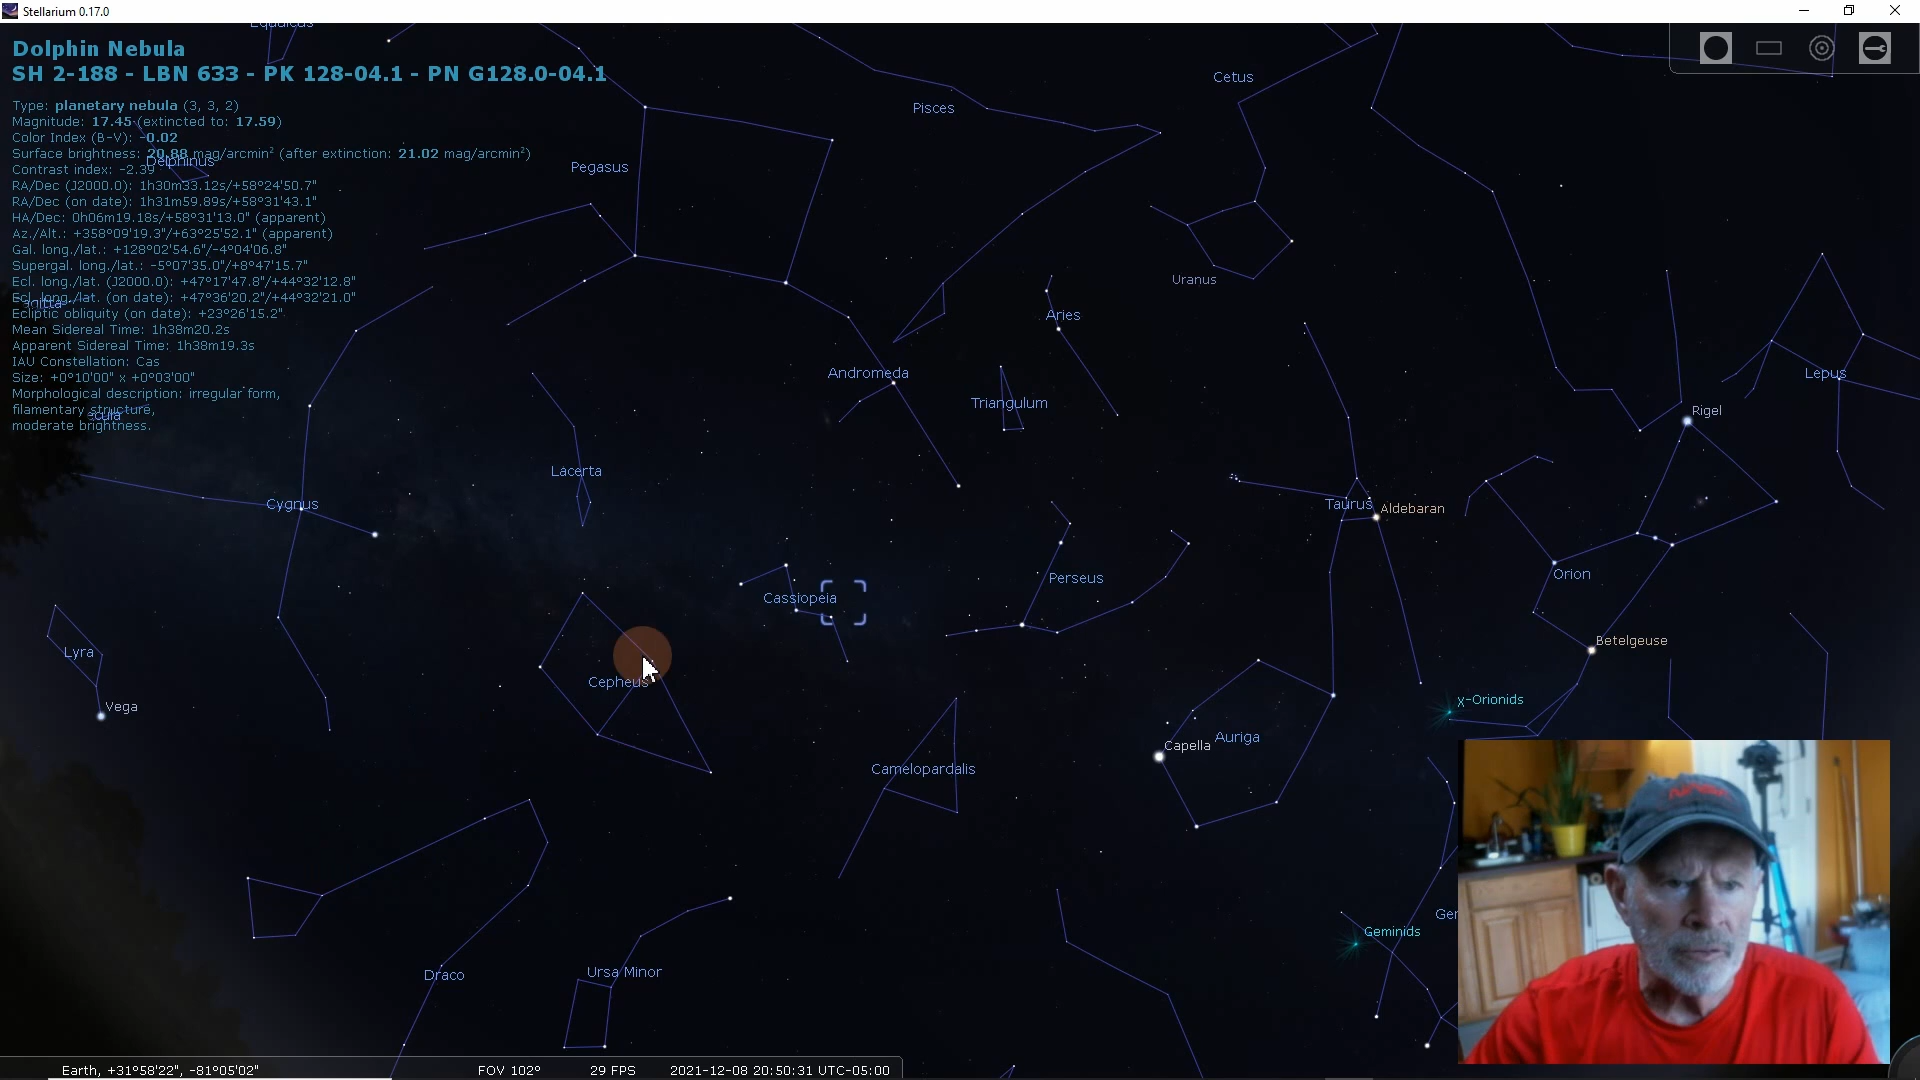 Stellarium 0.17.0
Dolphin Nebula
SH 2-188 - LBN 633 - PK 128-04.1 - PN G128.0-04.1
Type: planetary nebula (3, 3, 2)
Magnitude: 17.45 (extincted to: 17.59)
Color Index (B-V): -0.02
Surface brightness: 20.88 mag/arcmin² (after extinction: 21.02 mag/arcmin²)
Contrast index: -2.39
RA/Dec (J2000.0): 1h30m33.12s/+58°24'50.7"
RA/Dec (on date): 1h31m59.89s/+58°31'43.1"
HA/Dec: 0h06m19.18s/+58°31'13.0" (apparent)
Az./Alt.: +358°09'19.3"/+63°25'52.1" (apparent)
Gal. long./lat.: +128°02'54.6"/-4°04'06.8"
Supergal. long./lat.: -5°07'35.0"/+8°47'15.7"
Ecl. long./lat. (J2000.0): +47°17'47.8"/+44°32'12.8"
Ecl. long./lat. (on date): +47°36'20.2"/+44°32'21.0"
Ecliptic obliquity (on date): +23°26'15.2"
Mean Sidereal Time: 1h38m20.2s
Apparent Sidereal Time: 1h38m19.3s
IAU Constellation: Cas
Size: +0°10'00" x +0°03'00"
Morphological description: irregular form,
filamentary structure,
moderate brightness.
Equuleus
Delphinus
Cetus
Pisces
Pegasus
Uranus
Aries
Andromeda
Lepus
Triangulum
Rigel
Lacerta
Cygnus
Taurus
Aldebaran
Orion
Perseus
Cassiopeia
Betelgeuse
Lyra
Cepheus
X-Orionids
Vega
Auriga
Capella
Camelopardalis
Ge
Geminids
Ursa Minor
Draco
Earth, +31°58'22", -81°05'02"
FOV 102°
29 FPS
2021-12-08 20:50:31 UTC-05:00